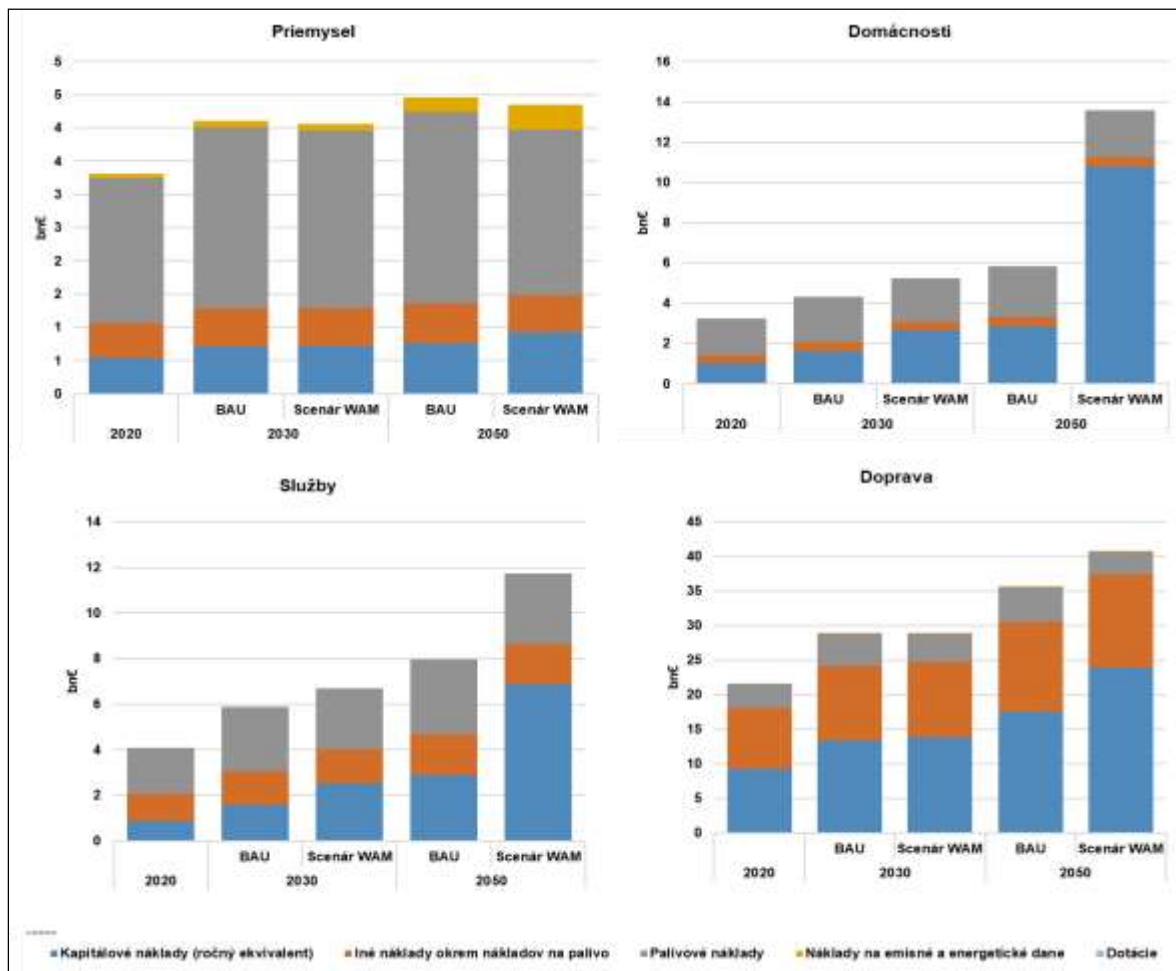 Priemysel
5
5
4
4
3
3
2
2
1
1
0
bn€
BAU Scenár WAM BAU Scenár WAM
2020 2030 2050
Domácnosti
16
14
12
10
8
6
4
2
0
BAU Scenár WAM BAU Scenár WAM
2020 2030 2050
Služby
14
12
10
8
6
4
2
0
bn€
BAU Scenár WAM BAU Scenár WAM
2020 2030 2050
Doprava
45
40
35
30
25
20
15
10
5
0
bn€
BAU Scenár WAM BAU Scenár WAM
2020 2030 2050
Kapitálové náklady (ročný ekvivalent) Iné náklady okrem nákladov na palivo Palivové náklady Náklady na emisné a energetické dane Dotácie